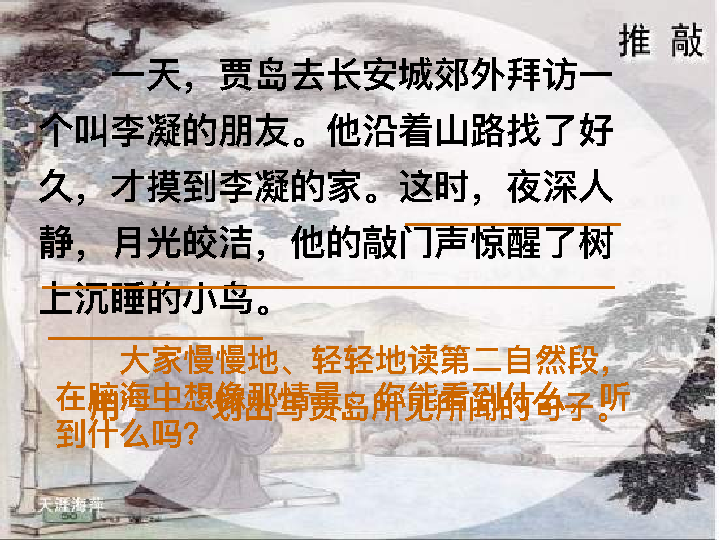 推 敲
一天，贾岛去长安城郊外拜访一
个叫李凝的朋友。他沿着山路找了好
久，才摸到李凝的家。这时，夜深人
静，月光皎洁，他的敲门声惊醒了树
上沉睡的小鸟。
大家慢慢地、轻轻地读第二自然段，
在脑海中想像那情景，你能看到什么、听
到什么吗？
用“——”划出写贾岛所见所闻的句子。
天涯海萍